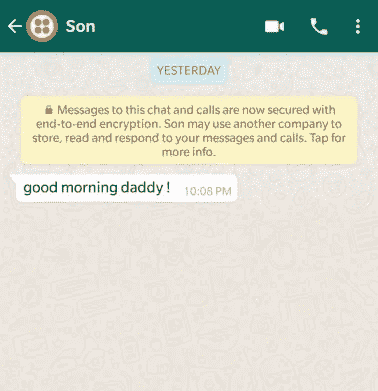 Son
YESTERDAY
Messages to this chat and calls are now secured with
end-to-end encryption. Son may use another company to
store, read and respond to your messages and calls. Tap for
more info.
good morning daddy !
10:08 PM